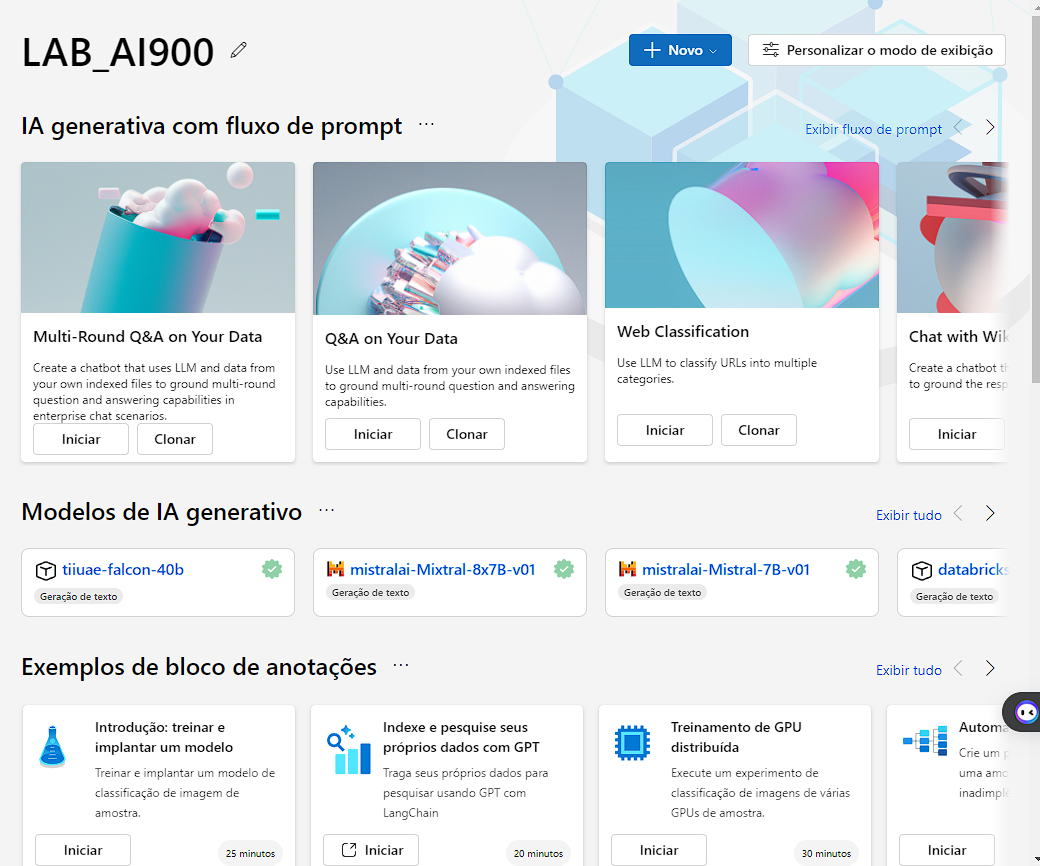 LAB_AI900
Novo
Personalizar o modo de exibição
IA generativa com fluxo de prompt ...
Exibir fluxo de prompt
Multi-Round Q&A on Your Data
Create a chatbot that uses LLM and data from
your own indexed files to ground multi-round
question and answering capabilities in
enterprise chat scenarios.
Iniciar
Clonar
Q&A on Your Data
Use LLM and data from your own indexed files
to ground multi-round question and answering
capabilities.
Iniciar
Clonar
Web Classification
Use LLM to classify URLs into multiple
categories.
Iniciar
Clonar
Chat with Wik
Create a chatbot th
to ground the resp
Iniciar
Modelos de IA generativo ...
Exibir tudo
tiiuae-falcon-40b
Geração de texto
mistralai-Mixtral-8x7B-v01
Geração de texto
mistralai-Mistral-7B-v01
Geração de texto
databricks
Geração de texto
Exemplos de bloco de anotações ...
Exibir tudo
Introdução: treinar e
implantar um modelo
Treinar e implantar um modelo de
classificação de imagem de
amostra.
Iniciar
25 minutos
Indexe e pesquise seus
próprios dados com GPT
Traga seus próprios dados para
pesquisar usando GPT com
LangChain
Iniciar
20 minutos
Treinamento de GPU
distribuída
Execute um experimento de
classificação de imagens de várias
GPUs de amostra.
Iniciar
30 minutos
Automa
Crie um p
uma amo
inadimplê
Iniciar